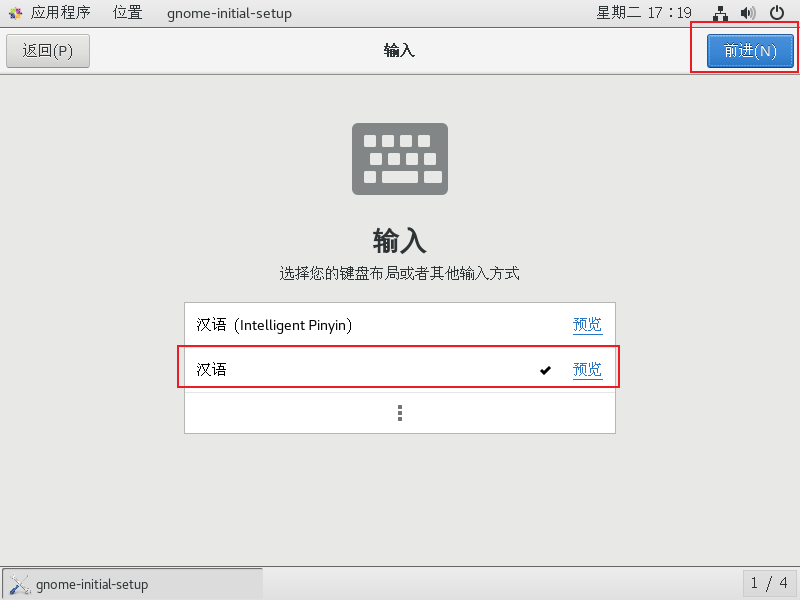 应用程序 位置 gnome-initial-setup 星期二 17：19
返回(P) 输入 前进(N)
输入
选择您的键盘布局或者其他输入方式
汉语 (Intelligent Pinyin) 预览
汉语 预览
gnome-initial-setup 1 / 4